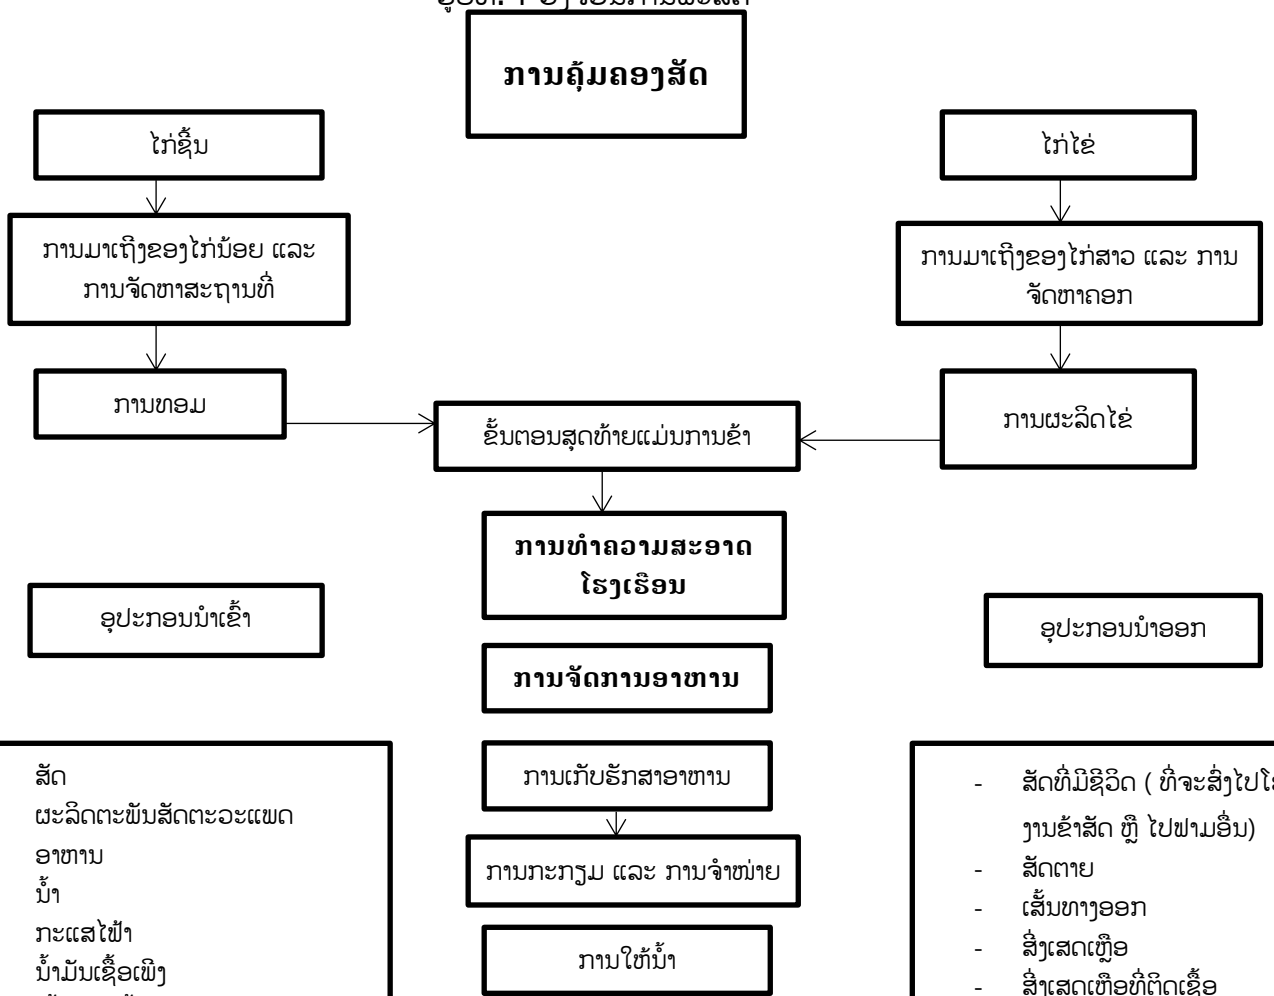 ການຄຸ້ມຄອງສັດ
ໄກ່ຊີ້ນ
ໄກ່ໄຂ່
ການມາເຖີງຂອງໄກ່ນ້ອຍ ແລະ
ການຈັດຫາສະຖານທີ່
ການມາເຖີງຂອງໄກ່ສາວ ແລະ ການ
ຈັດຫາຄອກ
ການທອມ
ຂັ້ນຕອນສຸດທ້າຍແມ່ນການຂ້າ
ການຜະລິດໄຂ່
ການທຳຄວາມສະອາດ
ໂຮງເຮືອນ
ອຸປະກອນນຳເຂົ້າ
ອຸປະກອນນຳອອກ
ການຈັດການອາຫານ
ການເກັບຮັກສາອາຫານ
ການກະກຽມ ແລະ ການຈຳໜ່າຍ
ການໃຫ້ນ້ຳ
ສັດ
ຜະລິດຕະພັນສັດຕະວະແພດ
ອາຫານ
ນ້ຳ
ກະແສໄຟຟ້າ
ນ້ຳມັນເຊື້ອເພີງ
- ສັດທີ່ມີຊີວິດ ( ທີ່ຈະສົ່ງໄປ
ງານຂ້າສັດ ຫຼື ໄປຟາມອື່ນ)
- ສັດຕາຍ
- ເສັ້ນທາງອອກ
- ສິ່ງເສດເຫຼືອ
- ສິ່ງເສດເຫຼືອທີ່ຕິດເຊື້ອ